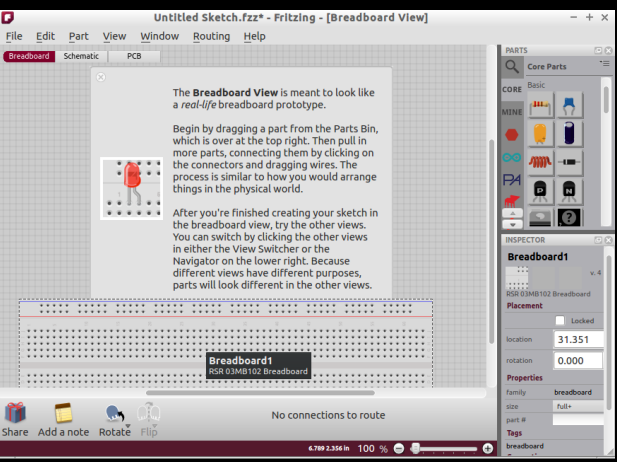 Untitled Sketch.fzz* - Fritzing - [Breadboard View]
File Edit Part View Window Routing Help
Breadboard Schematic PCB
The Breadboard View is meant to look like
a real-life breadboard prototype.
Begin by dragging a part from the Parts Bin,
which is over at the top right. Then pull in
more parts, connecting them by clicking on
the connectors and dragging wires. The
process is similar to how you would arrange
things in the physical world.
After you're finished creating your sketch in
the breadboard view, try the other views.
You can switch by clicking the other views
in either the View Switcher or the
Navigator on the lower right. Because
different views have different purposes,
parts will look different in the other views.
Breadboard1
RSR 03MB102 Breadboard
Share Add a note Rotate Flip
No connections to route
6.789 2.356 in 100 %
PARTS
Core Parts
CORE
Basic
MINE
P
N
?
INSPECTOR
Breadboard1
v. 4
RSR 03MB102 Breadboard
Placement
Locked
location 31.351
rotation 0.000
Properties
family breadboard
size full+
part #
Tags
breadboard